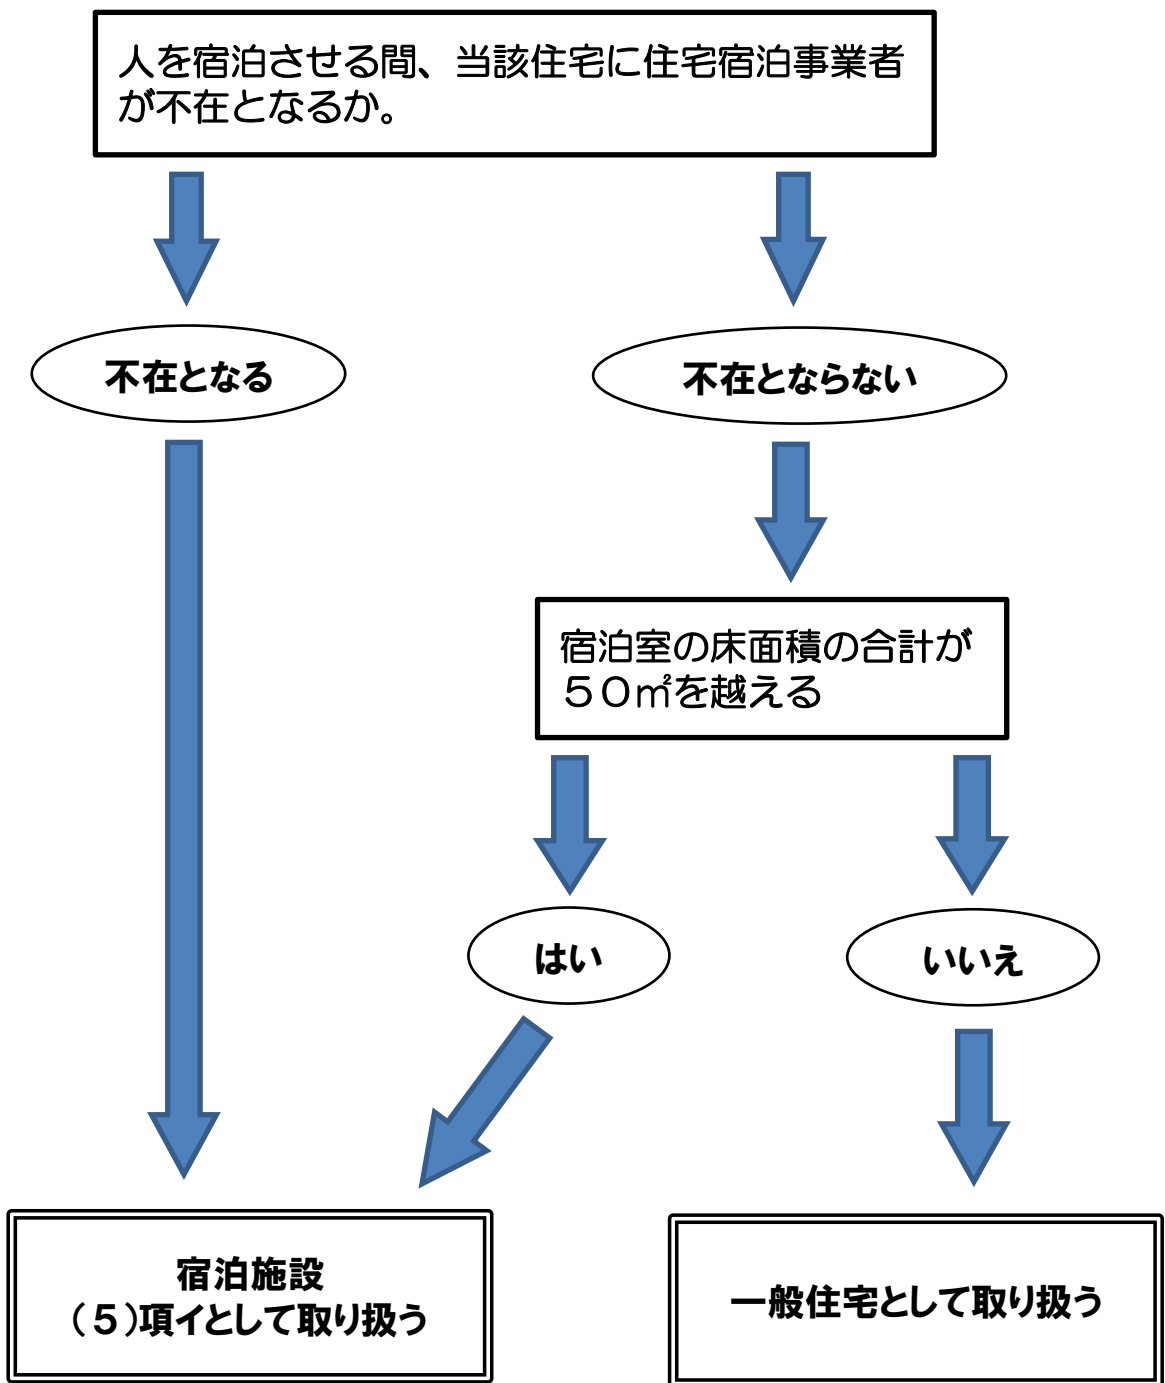 人を宿泊させる間、当該住宅に住宅宿泊事業者
が不在となるか。
不在となる
不在とならない
宿泊室の床面積の合計が
５０㎡を越える
はい
いいえ
宿泊施設
（５）項イとして取り扱う
一般住宅として取り扱う